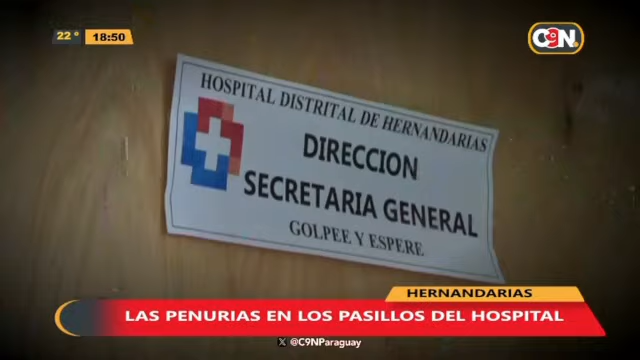 22° 18:50
C9N
HOSPITAL DISTRITAL DE HERNANDARIAS
DIRECCION
SECRETARIA GENERAL
GOLPEE Y ESPERE
HERNANDARIAS
LAS PENURIAS EN LOS PASILLOS DEL HOSPITAL
X @C9NParaguay